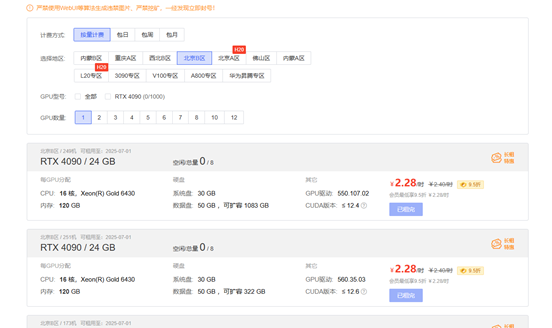 严禁使用WebUI等算法生成违禁图片，严禁挖矿，一经发现立即封号！
计费方式: 按量计费 包日 包周 包月
H20
选择地区: 内蒙B区 重庆A区 西北B区 北京B区 北京A区 佛山区 内蒙A区
H20
L20专区 3090专区 V100专区 A800专区 华为昇腾专区
GPU型号: 全部 RTX 4090 (0/1000)
GPU数量: 1 2 3 4 5 6 7 8 10 12
北京B区 / 249机 可租用至: 2025-07-01
RTX 4090 / 24 GB 空闲/总量 0 / 8
每GPU分配 硬盘 其它
CPU: 16 核, Xeon(R) Gold 6430 系统盘: 30 GB GPU驱动: 550.107.02
内存: 120 GB 数据盘: 50 GB , 可扩容 1083 GB CUDA版本: ≤ 12.4
￥2.28/时 ￥2.40/时 9.5折
会员最低享9.5折 ￥2.28/时
已租完
北京B区 / 251机 可租用至: 2025-07-01
RTX 4090 / 24 GB 空闲/总量 0 / 8
每GPU分配 硬盘 其它
CPU: 16 核, Xeon(R) Gold 6430 系统盘: 30 GB GPU驱动: 560.35.03
内存: 120 GB 数据盘: 50 GB , 可扩容 322 GB CUDA版本: ≤ 12.6
￥2.28/时 ￥2.40/时 9.5折
会员最低享9.5折 ￥2.28/时
已租完
北京B区 / 173机 可租用至: 2025-07-01